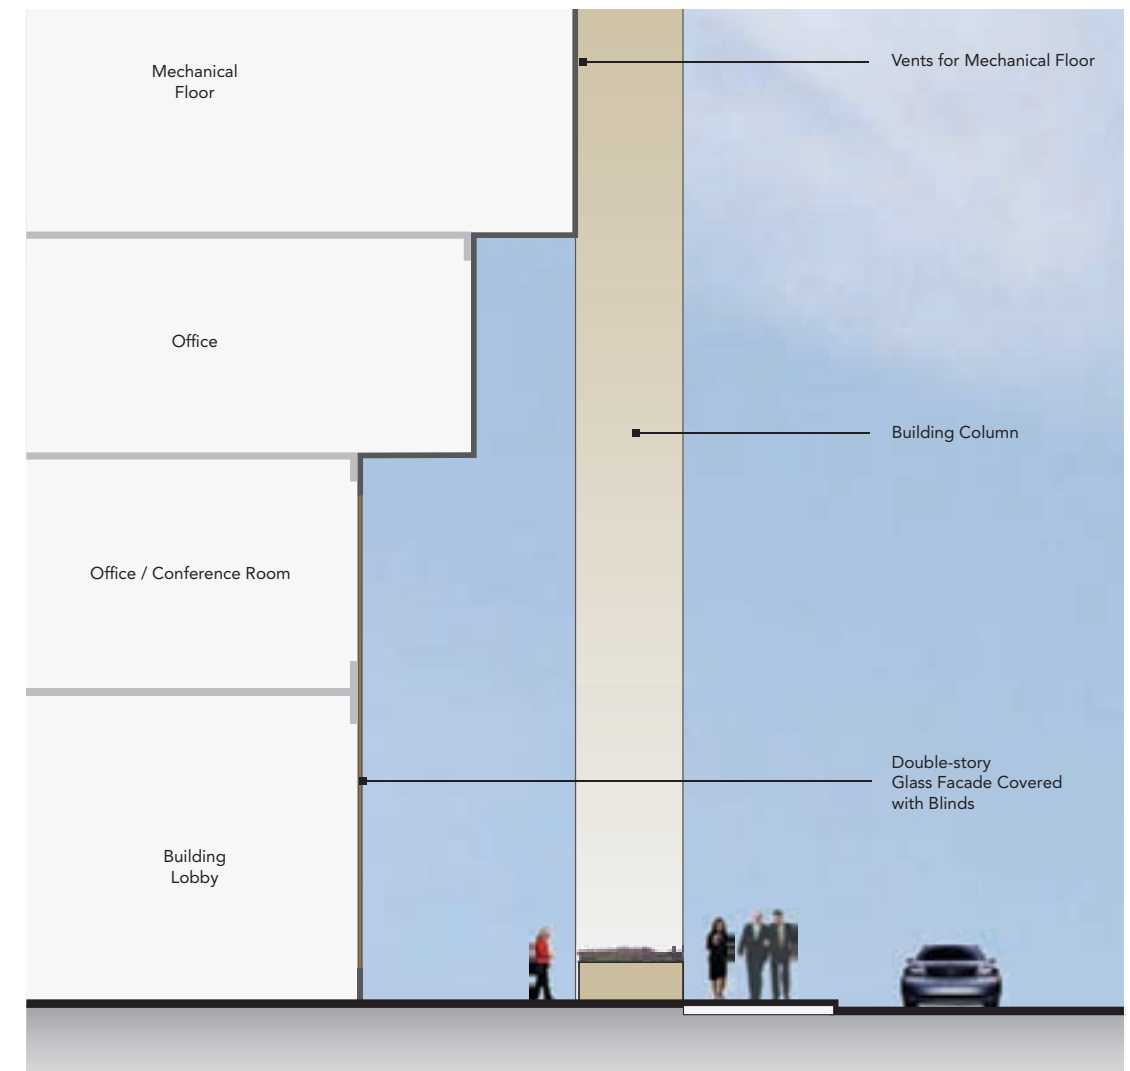 Mechanical
Floor
Vents for Mechanical Floor
Office
Building Column
Office / Conference Room
Double-story
Glass Facade Covered
with Blinds
Building
Lobby